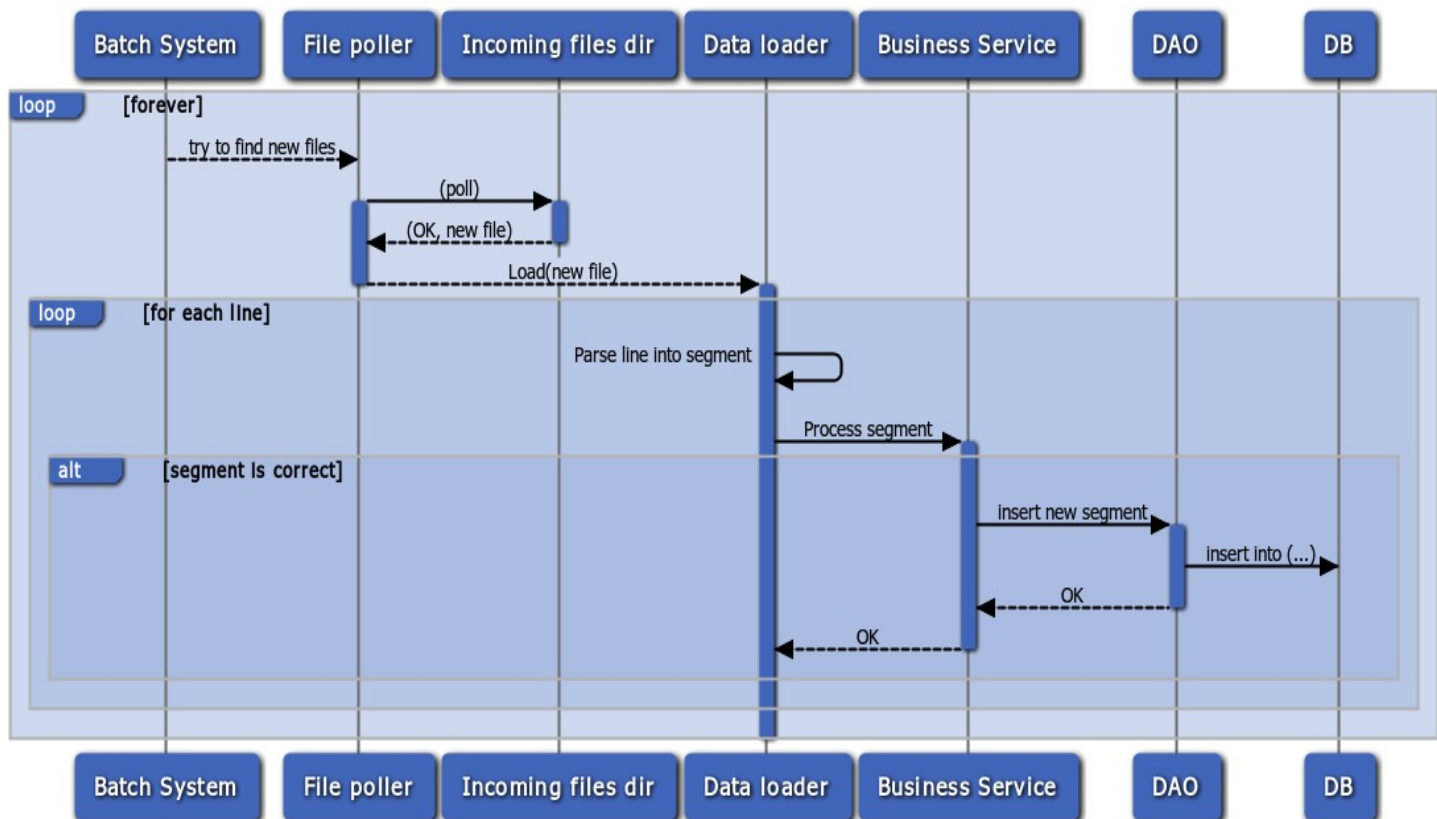 Batch System File poller Incoming files dir Data loader Business Service DAO DB
loop [forever]
try to find new files
(poll)
(OK, new file)
Load(new file)
loop [for each line]
Parse line into segment
Process segment
alt [segment is correct]
insert new segment
insert into (...)
OK
OK
Batch System File poller Incoming files dir Data loader Business Service DAO DB